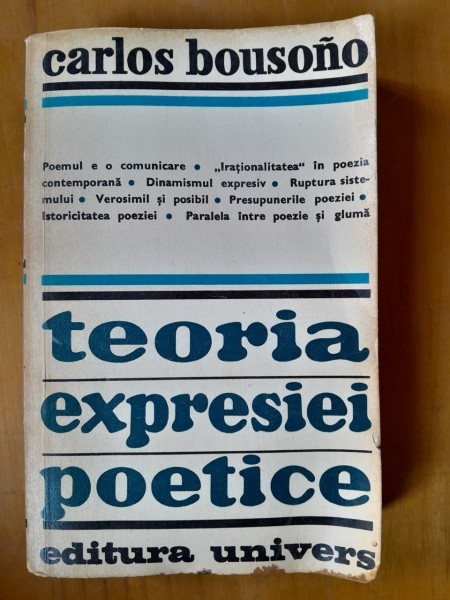 carlos bousoño
Poemul e o comunicare ● „Iraționalitatea" în poezia
contemporană ● Dinamismul expresiv ● Ruptura siste-
mului ● Verosimil și posibil ● Presupunerile poeziei ●
Istoricitatea poeziei ● Paralela între poezie și glumă
teoria
expresiei
poetice
editura univers